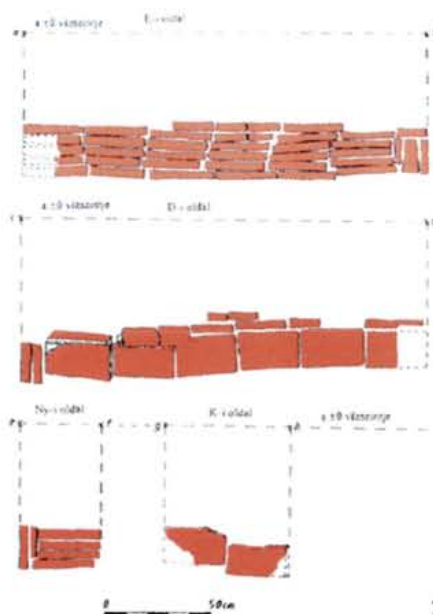 a ±0 vízszintje É-i oldal
a ±0 vízszintje D-i oldal
Ny-i oldal K-i oldal a ±0 vízszintje
e f g h
0 50cm